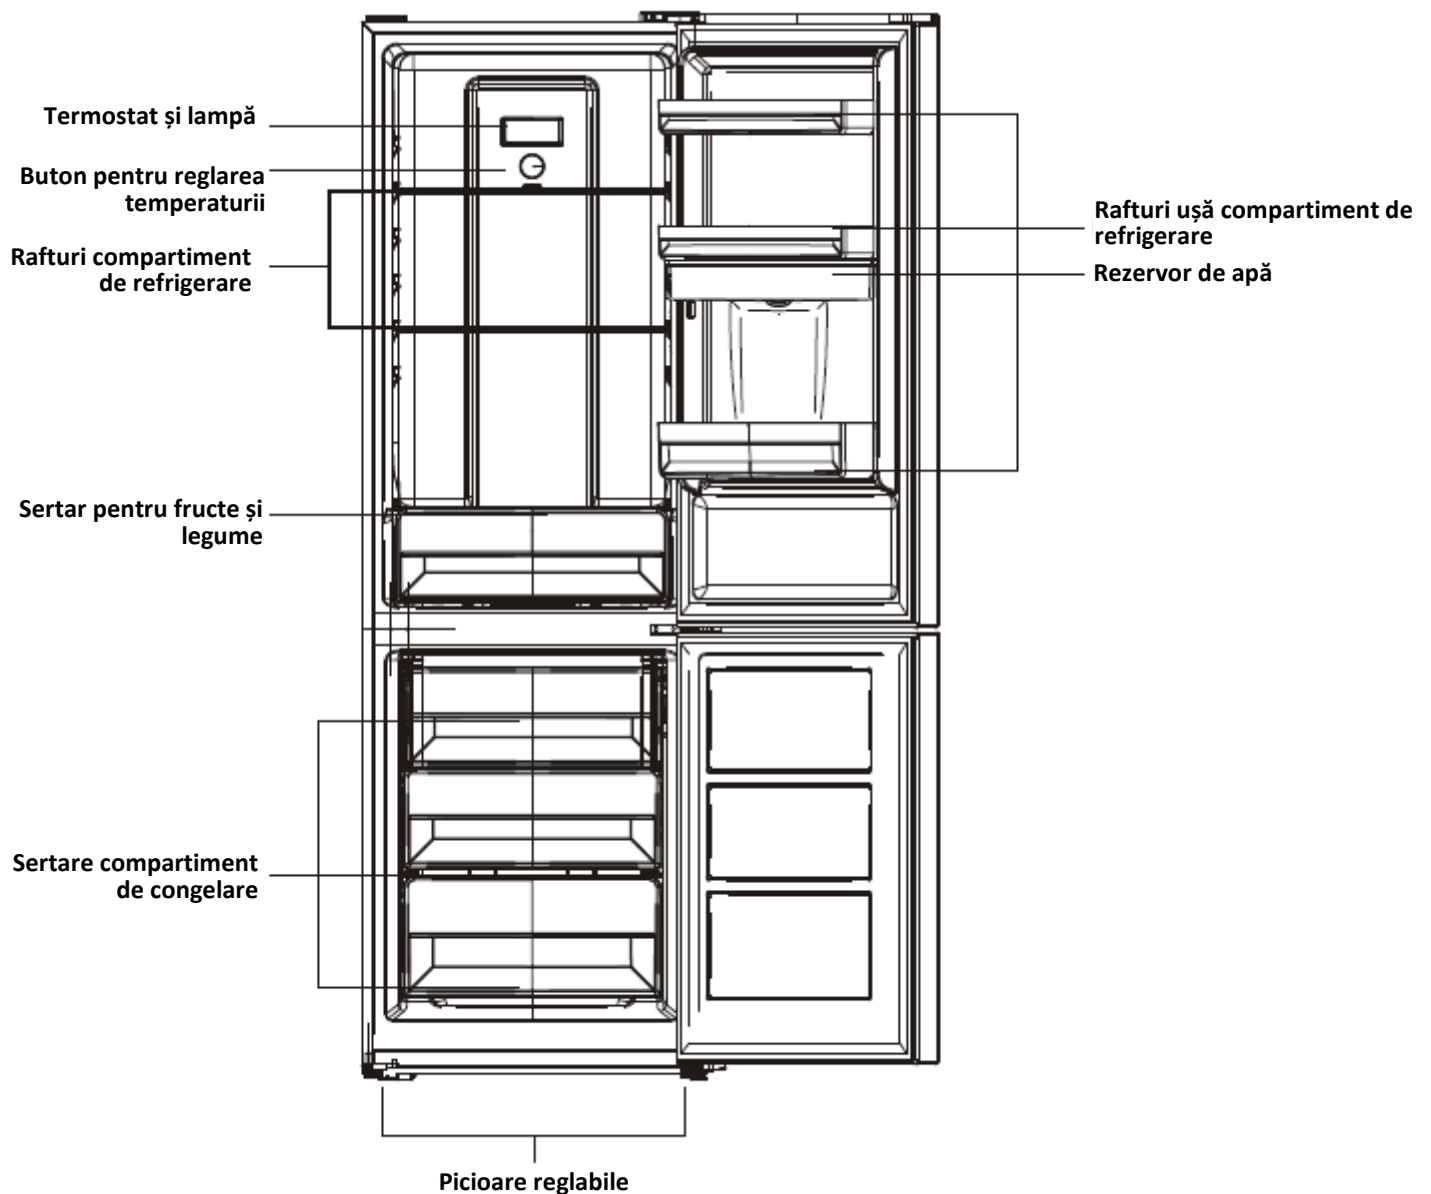 Termostat și lampă
Buton pentru reglarea
temperaturii
Rafturi compartiment
de refrigerare
Sertar pentru fructe și
legume
Sertare compartiment
de congelare
Rafturi ușă compartiment de
refrigerare
Rezervor de apă
Picioare reglabile